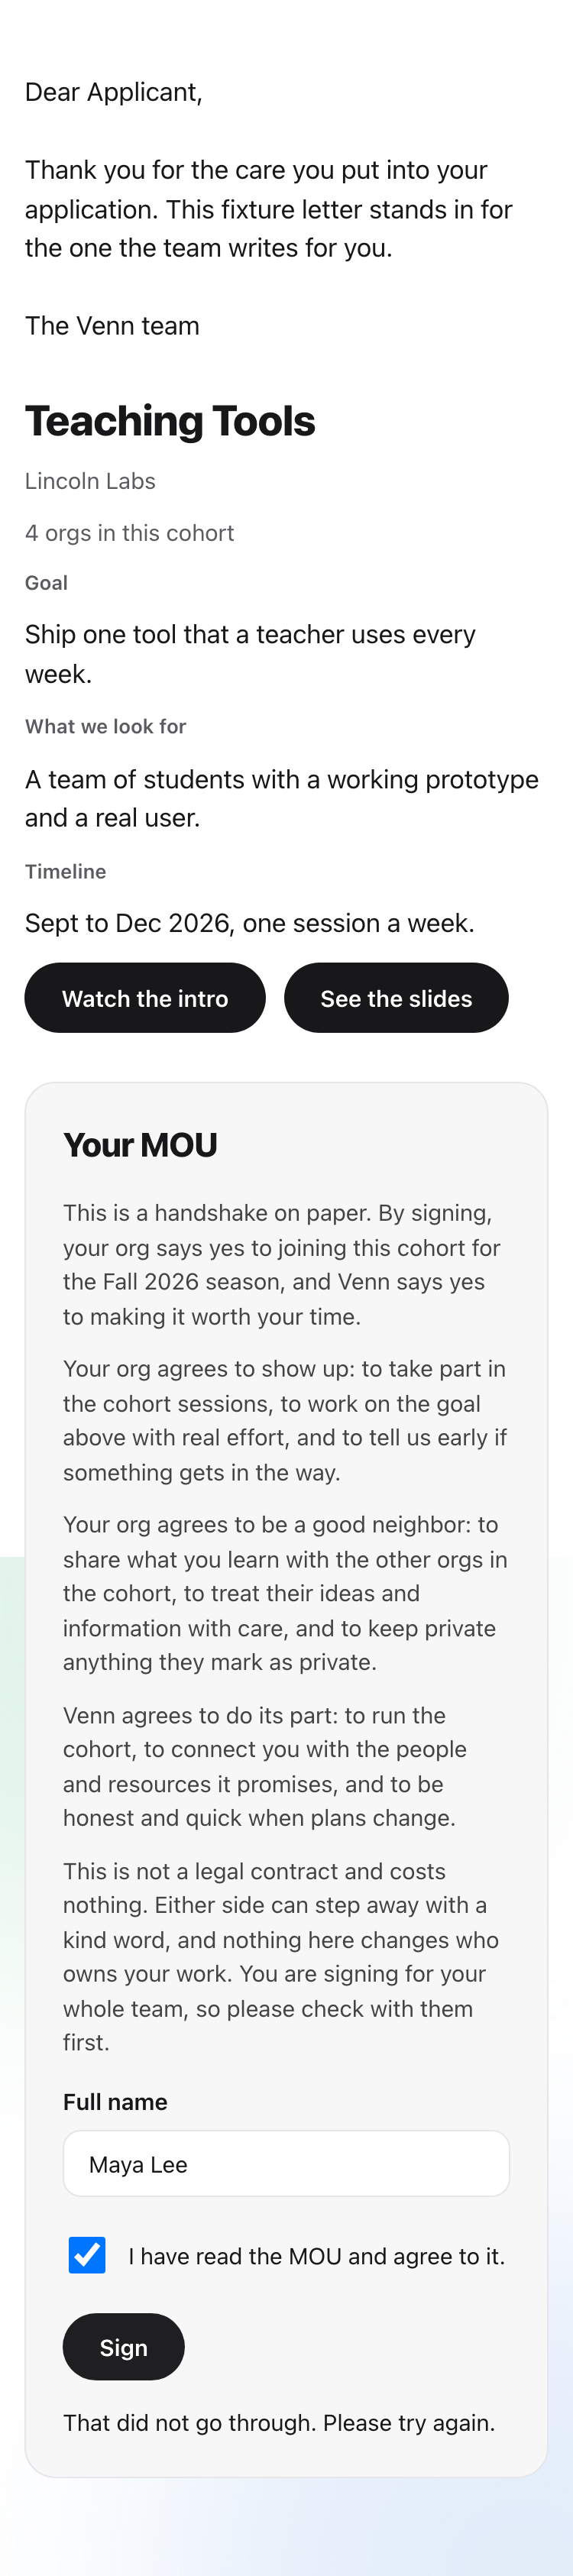 Dear Applicant,
Thank you for the care you put into your
application. This fixture letter stands in for
the one the team writes for you.
The Venn team
Teaching Tools
Lincoln Labs
4 orgs in this cohort
Goal
Ship one tool that a teacher uses every
week.
What we look for
A team of students with a working prototype
and a real user.
Timeline
Sept to Dec 2026, one session a week.
Watch the intro
See the slides
Your MOU
This is a handshake on paper. By signing,
your org says yes to joining this cohort for
the Fall 2026 season, and Venn says yes
to making it worth your time.
Your org agrees to show up: to take part in
the cohort sessions, to work on the goal
above with real effort, and to tell us early if
something gets in the way.
Your org agrees to be a good neighbor: to
share what you learn with the other orgs in
the cohort, to treat their ideas and
information with care, and to keep private
anything they mark as private.
Venn agrees to do its part: to run the
cohort, to connect you with the people
and resources it promises, and to be
honest and quick when plans change.
This is not a legal contract and costs
nothing. Either side can step away with a
kind word, and nothing here changes who
owns your work. You are signing for your
whole team, so please check with them
first.
Full name
Maya Lee
I have read the MOU and agree to it.
Sign
That did not go through. Please try again.